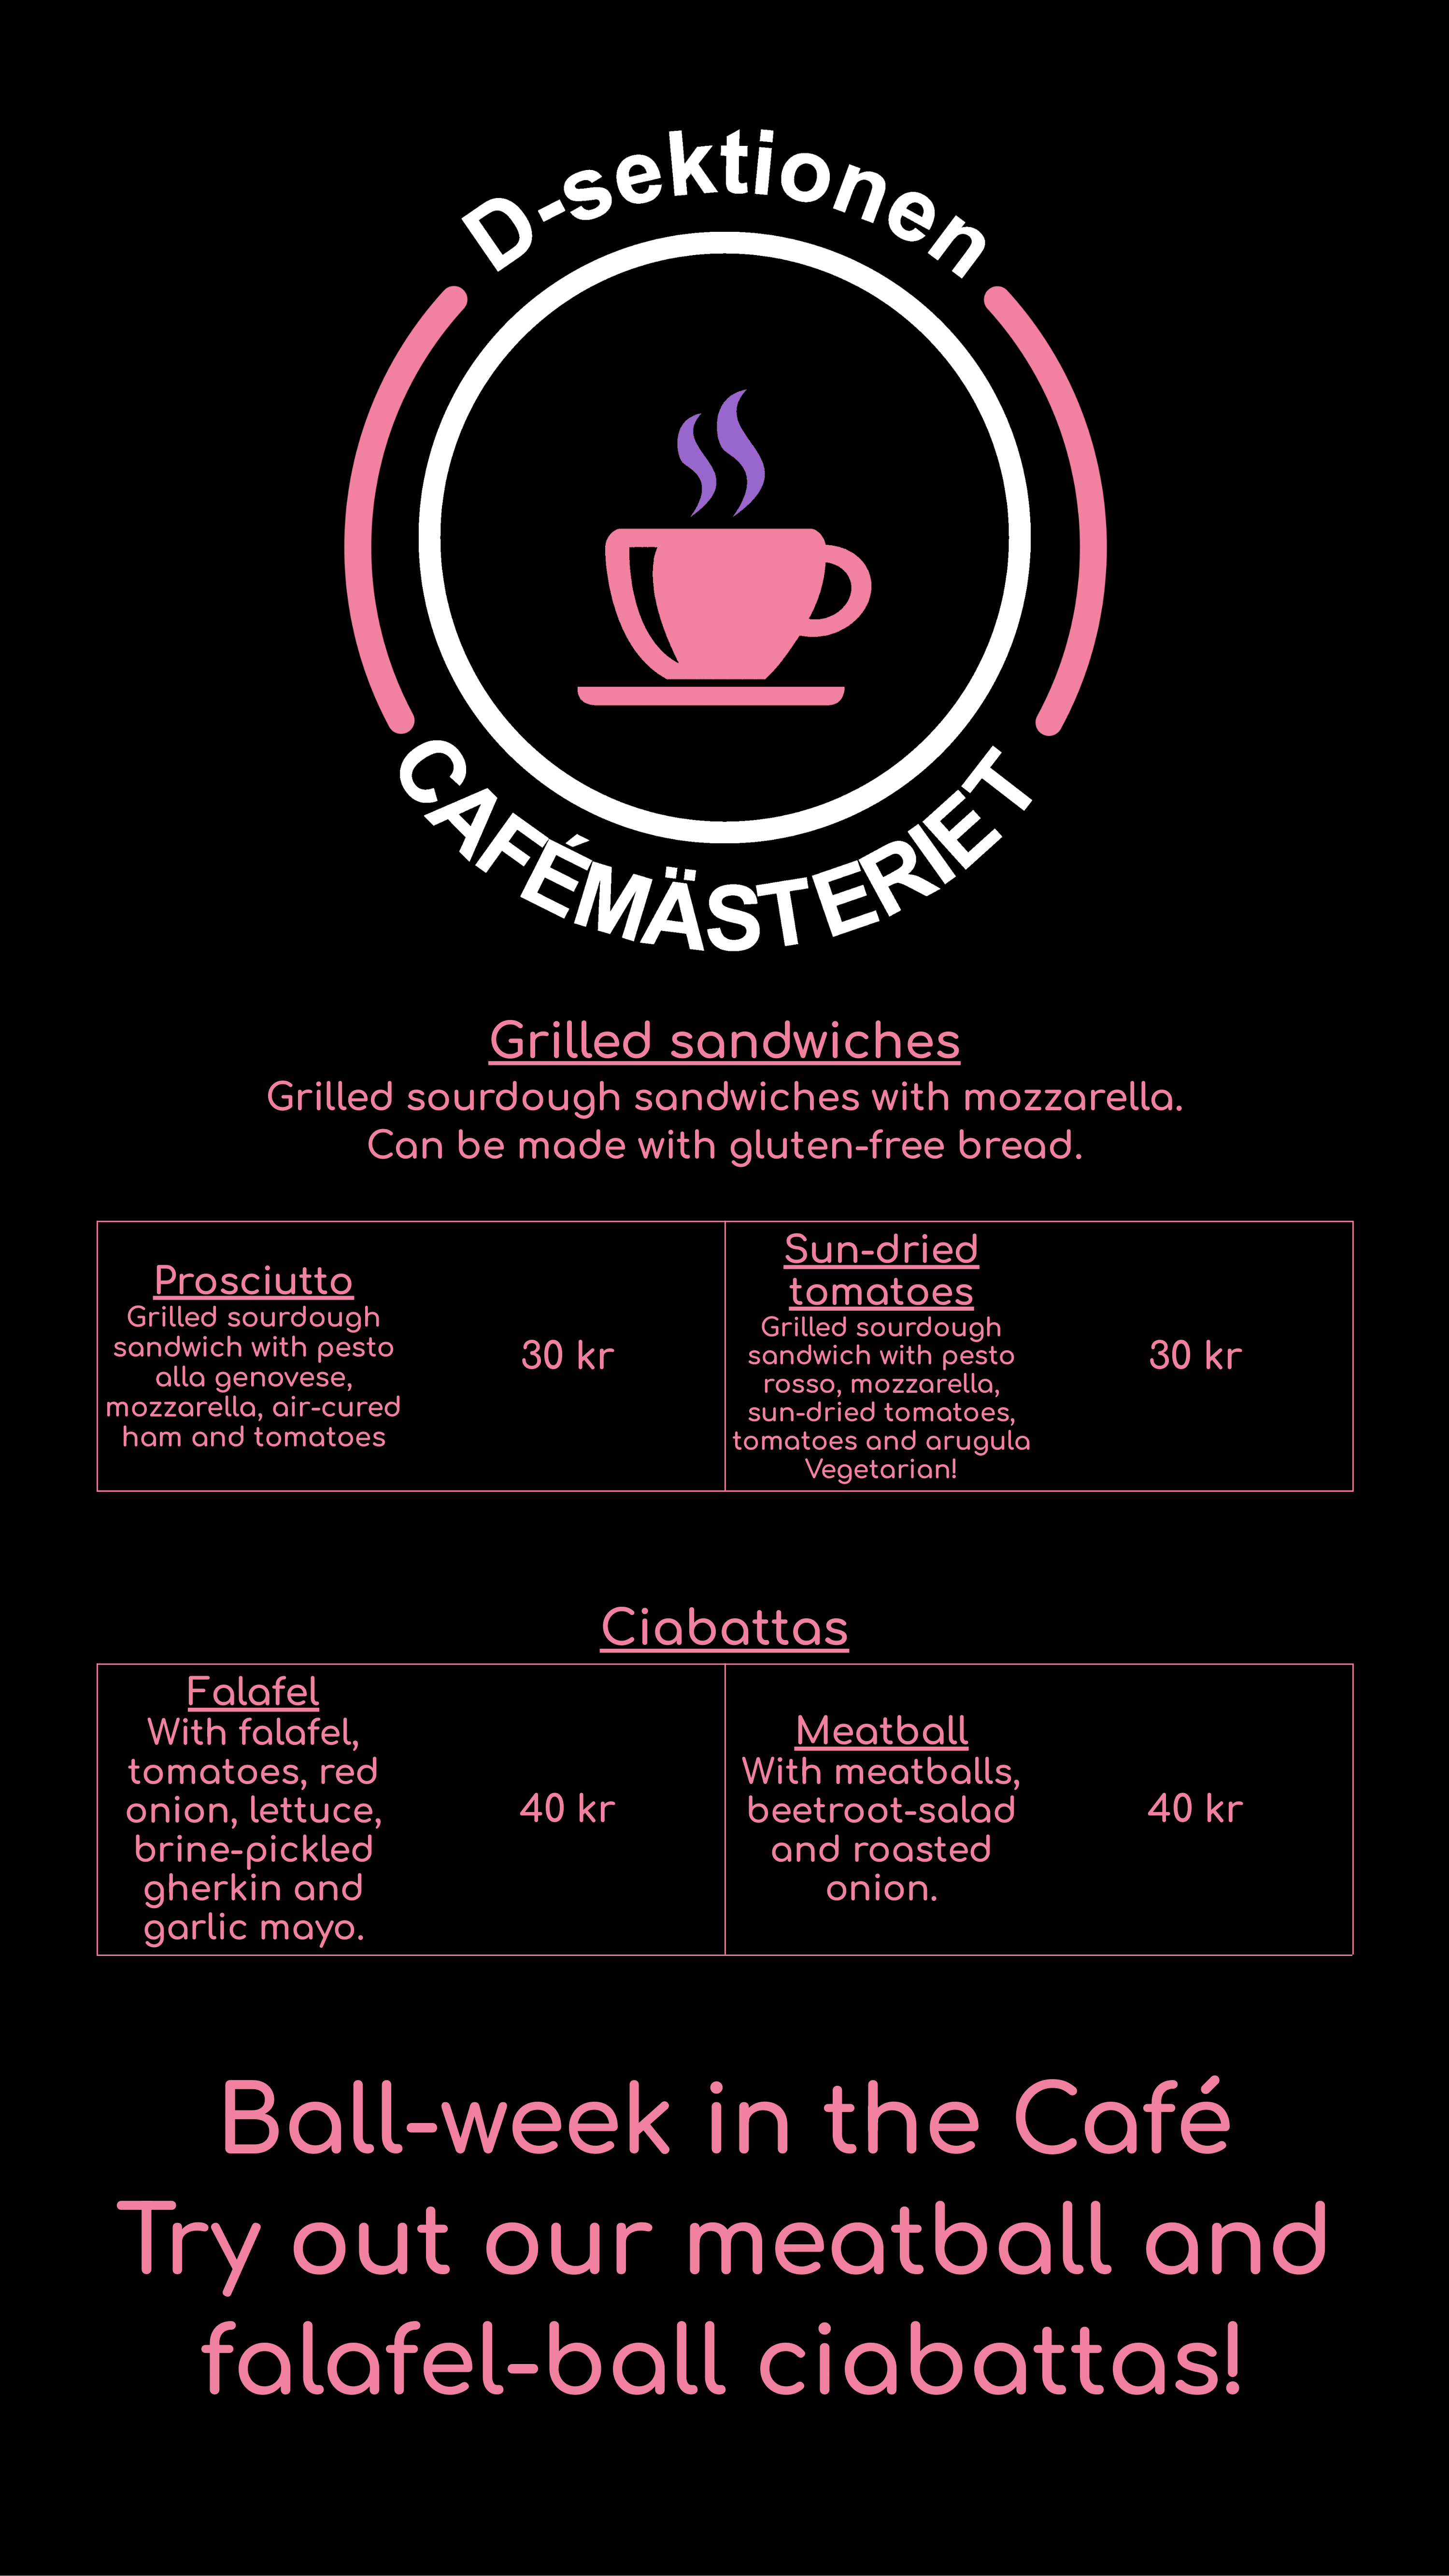 D-sektionen
CAFÉMÄSTERIET
Grilled sandwiches
Grilled sourdough sandwiches with mozzarella.
Can be made with gluten-free bread.
Prosciutto
Grilled sourdough
sandwich with pesto
alla genovese,
mozzarella, air-cured
ham and tomatoes
30 kr
Sun-dried
tomatoes
Grilled sourdough
sandwich with pesto
rosso, mozzarella,
sun-dried tomatoes,
tomatoes and arugula
Vegetarian!
30 kr
Ciabattas
Falafel
With falafel,
tomatoes, red
onion, lettuce,
brine-pickled
gherkin and
garlic mayo.
40 kr
Meatball
With meatballs,
beetroot-salad
and roasted
onion.
40 kr
Ball-week in the Café
Try out our meatball and
falafel-ball ciabattas!